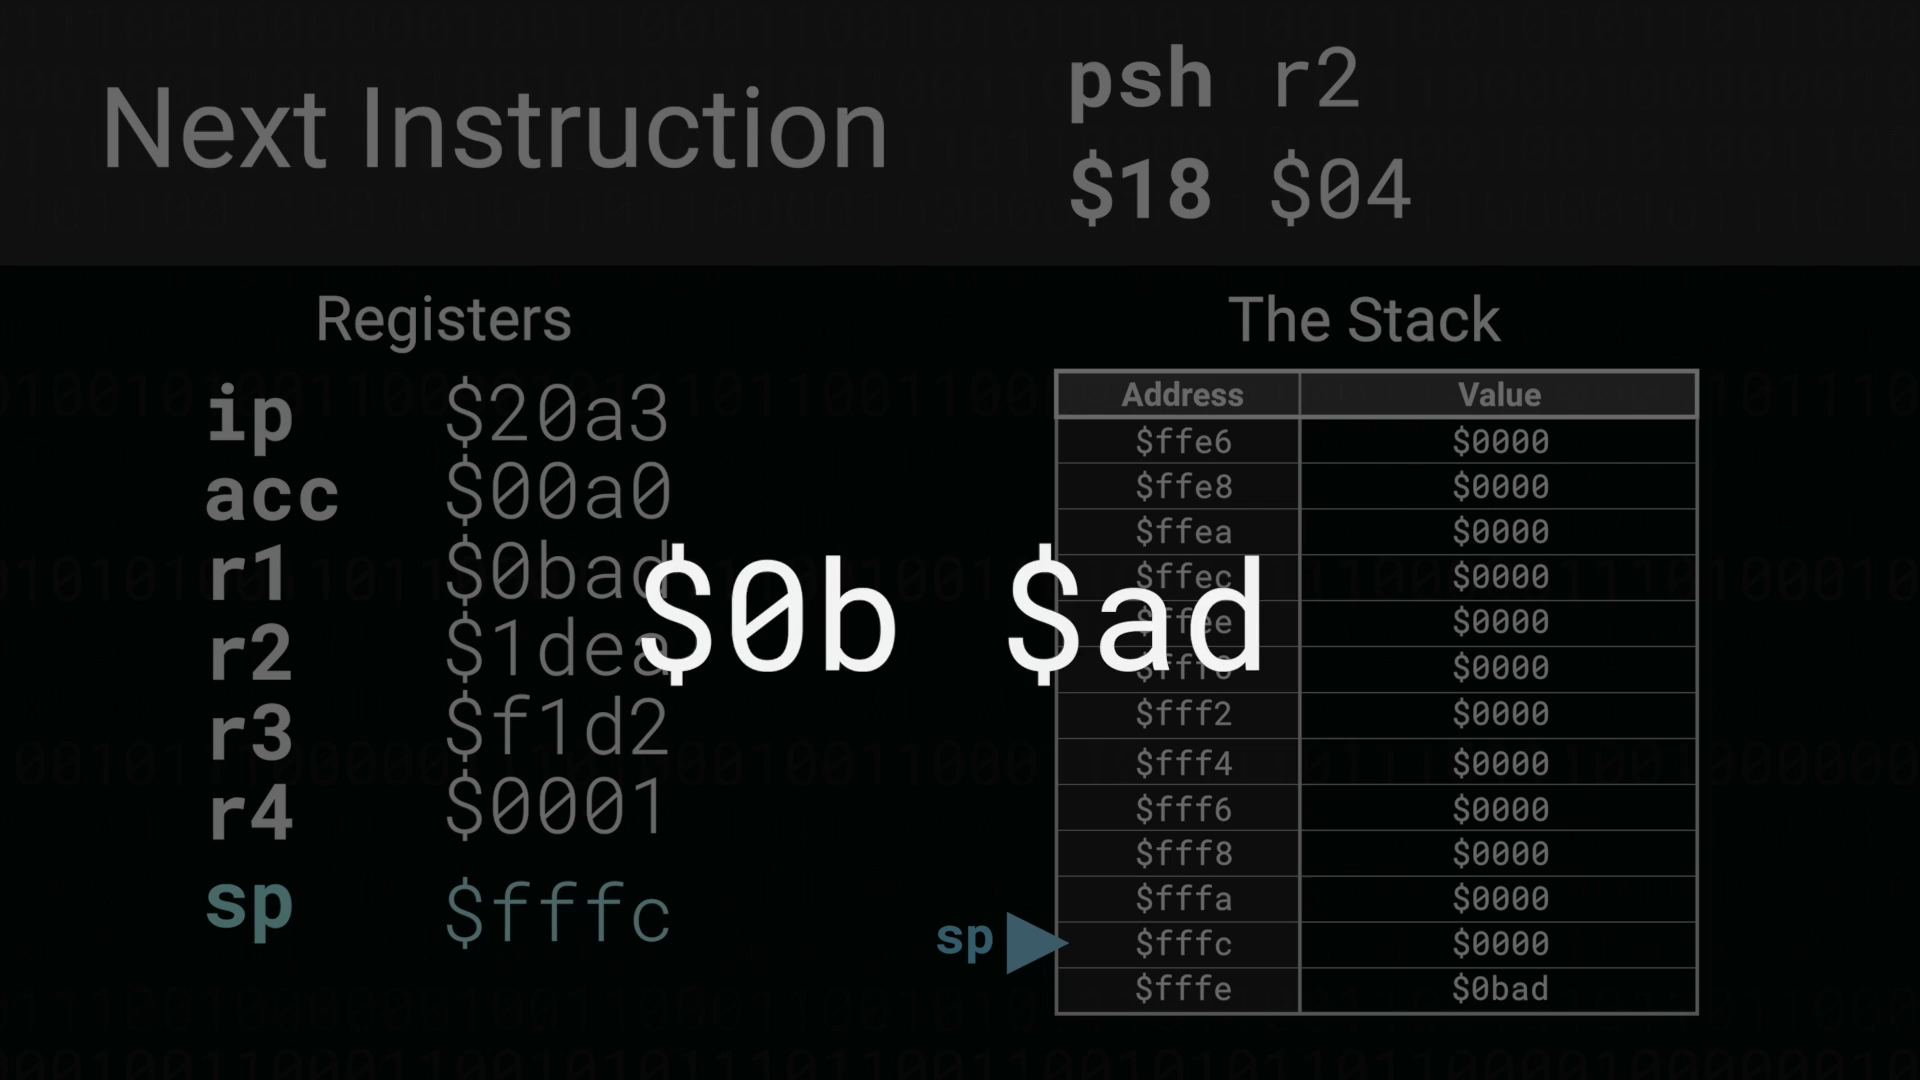 Next Instruction
psh r2
$18 $04
Registers
ip $20a3
acc $00a0
r1 $0bad
r2 $1dea
r3 $f1d2
r4 $0001
sp $fffc
$0b $ad
The Stack
Address Value
$ffe6 $0000
$ffe8 $0000
$ffea $0000
$ffec $0000
$ffee $0000
$fff0 $0000
$fff2 $0000
$fff4 $0000
$fff6 $0000
$fff8 $0000
$fffa $0000
sp $fffc $0000
$fffe $0bad